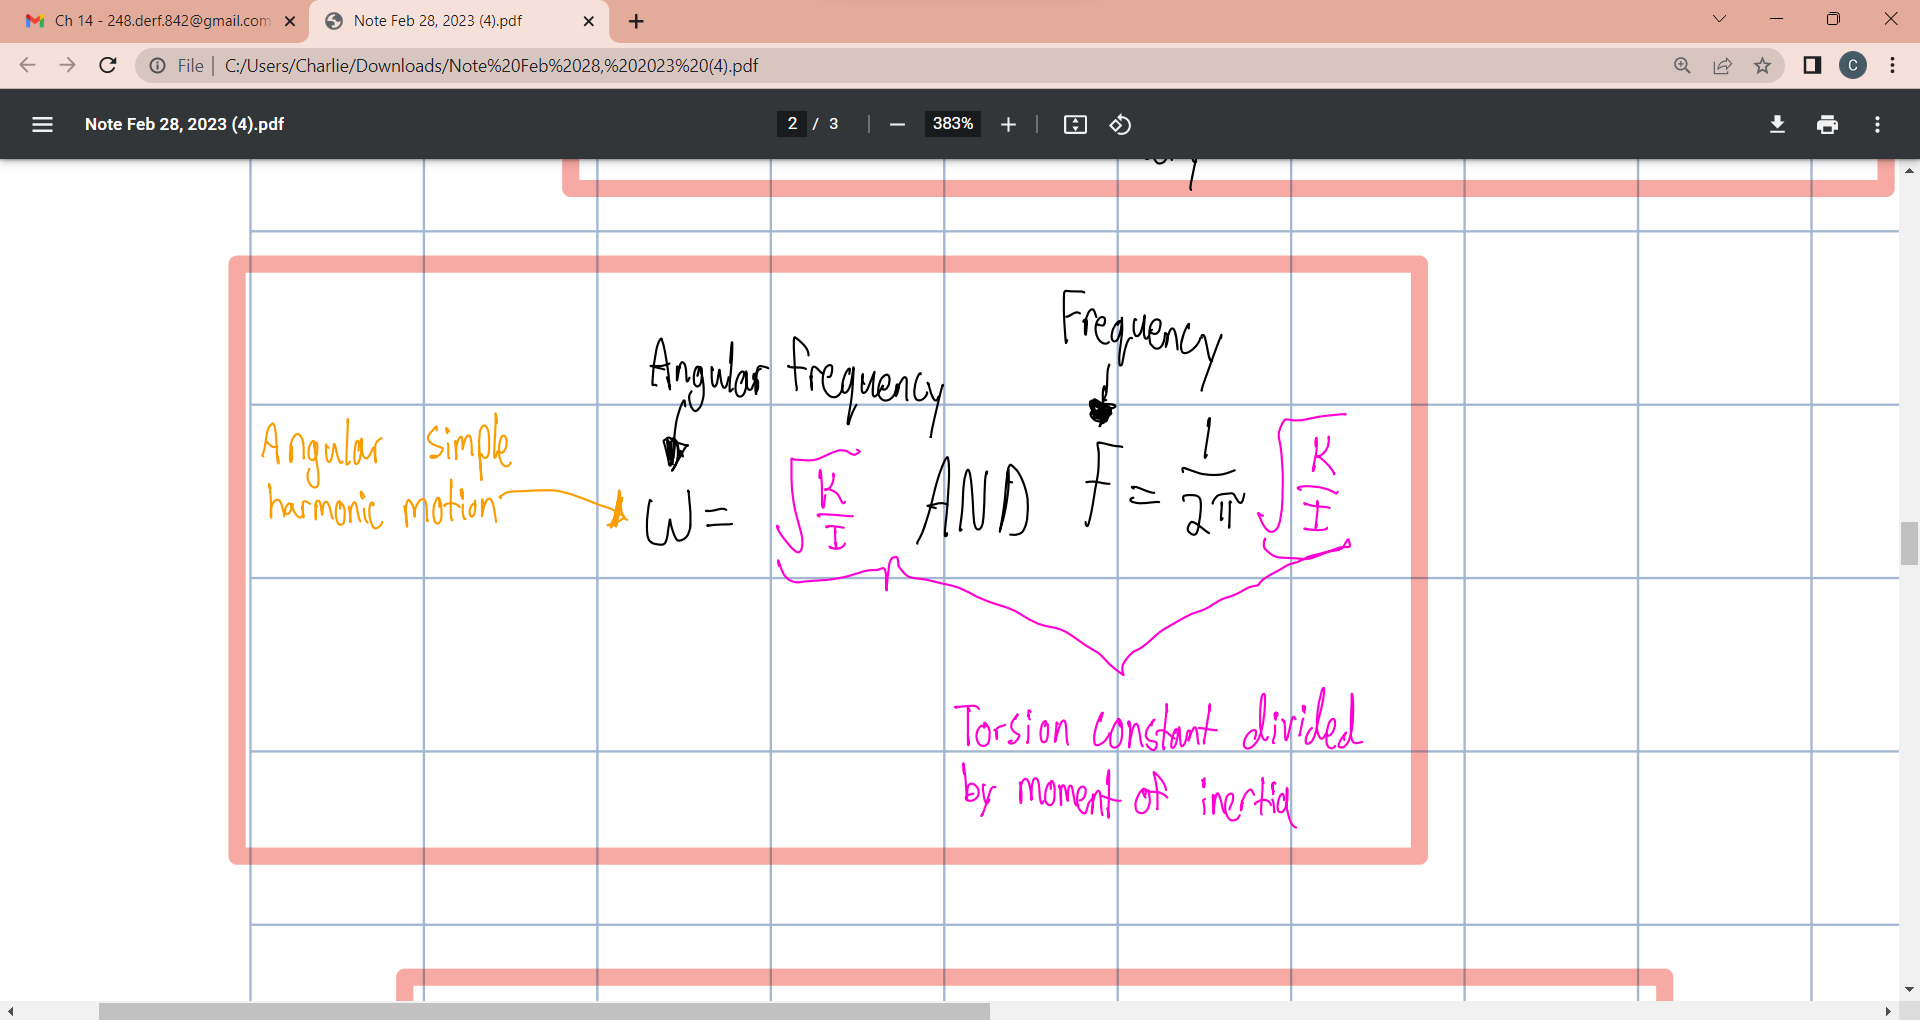 Ch 14 - 248.derf.842@gmail.com
Note Feb 28, 2023 (4).pdf
File | C:/Users/Charlie/Downloads/Note%20Feb%2028,%202023%20(4).pdf
C
Note Feb 28, 2023 (4).pdf
2 / 3
383%
Frequency
Angular frequency
Angular simple
harmonic motion
W = √(K/I) AND F = 1/2π √(K/I)
Torsion constant divided
by moment of inertia